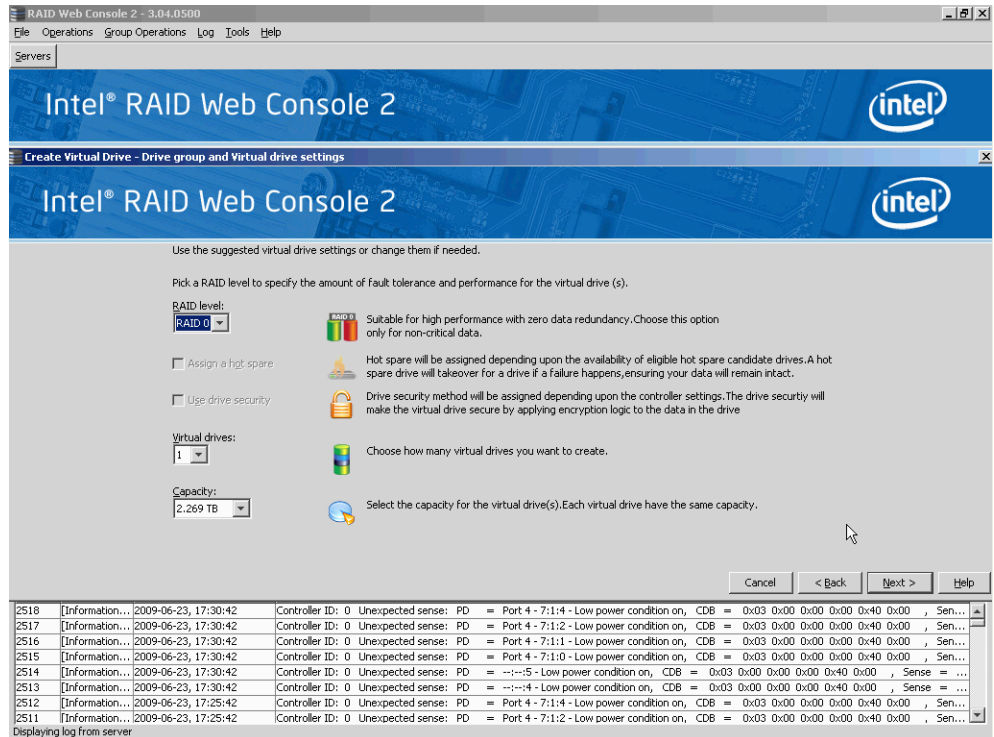 RAID Web Console 2 - 3.04.0500
File Operations Group Operations Log Tools Help
Servers
Intel® RAID Web Console 2
(intel)
Create Virtual Drive - Drive group and Virtual drive settings
Intel® RAID Web Console 2
(intel)
Use the suggested virtual drive settings or change them if needed.
Pick a RAID level to specify the amount of fault tolerance and performance for the virtual drive (s).
RAID level:
RAID 0
RAID 0
Suitable for high performance with zero data redundancy.Choose this option
only for non-critical data.
Assign a hot spare
Hot spare will be assigned depending upon the availability of eligible hot spare candidate drives.A hot
spare drive will takeover for a drive if a failure happens,ensuring your data will remain intact.
Use drive security
Drive security method will be assigned depending upon the controller settings.The drive securtiy will
make the virtual drive secure by applying encryption logic to the data in the drive
Virtual drives:
1
Choose how many virtual drives you want to create.
Capacity:
2.269 TB
Select the capacity for the virtual drive(s).Each virtual drive have the same capacity.
Cancel < Back Next > Help
2518 [Information... 2009-06-23, 17:30:42 Controller ID: 0 Unexpected sense: PD = Port 4 - 7:1:4 - Low power condition on, CDB = 0x03 0x00 0x00 0x00 0x40 0x00 , Sen...
2517 [Information... 2009-06-23, 17:30:42 Controller ID: 0 Unexpected sense: PD = Port 4 - 7:1:2 - Low power condition on, CDB = 0x03 0x00 0x00 0x00 0x40 0x00 , Sen...
2516 [Information... 2009-06-23, 17:30:42 Controller ID: 0 Unexpected sense: PD = Port 4 - 7:1:1 - Low power condition on, CDB = 0x03 0x00 0x00 0x00 0x40 0x00 , Sen...
2515 [Information... 2009-06-23, 17:30:42 Controller ID: 0 Unexpected sense: PD = Port 4 - 7:1:0 - Low power condition on, CDB = 0x03 0x00 0x00 0x00 0x40 0x00 , Sen...
2514 [Information... 2009-06-23, 17:30:42 Controller ID: 0 Unexpected sense: PD = --:--:5 - Low power condition on, CDB = 0x03 0x00 0x00 0x00 0x40 0x00 , Sense = ...
2513 [Information... 2009-06-23, 17:30:42 Controller ID: 0 Unexpected sense: PD = --:--:4 - Low power condition on, CDB = 0x03 0x00 0x00 0x00 0x40 0x00 , Sense = ...
2512 [Information... 2009-06-23, 17:25:42 Controller ID: 0 Unexpected sense: PD = Port 4 - 7:1:4 - Low power condition on, CDB = 0x03 0x00 0x00 0x00 0x40 0x00 , Sen...
2511 [Information... 2009-06-23, 17:25:42 Controller ID: 0 Unexpected sense: PD = Port 4 - 7:1:2 - Low power condition on, CDB = 0x03 0x00 0x00 0x00 0x40 0x00 , Sen...
Displaying log from server